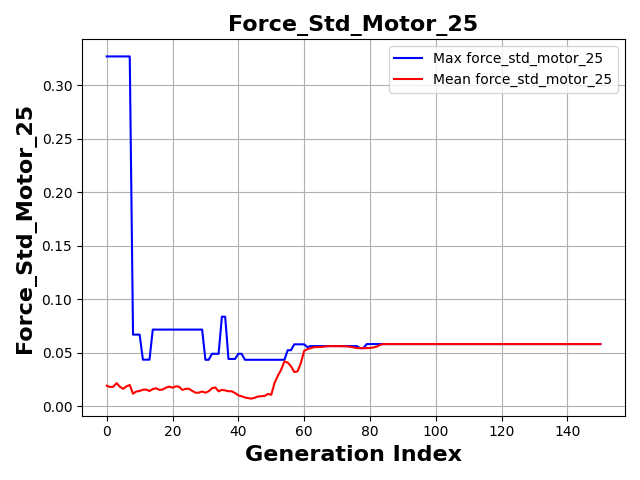 Force_Std_Motor_25
Max force_std_motor_25
Mean force_std_motor_25
Force_Std_Motor_25
0.30
0.25
0.20
0.15
0.10
0.05
0.00
0 20 40 60 80 100 120 140
Generation Index